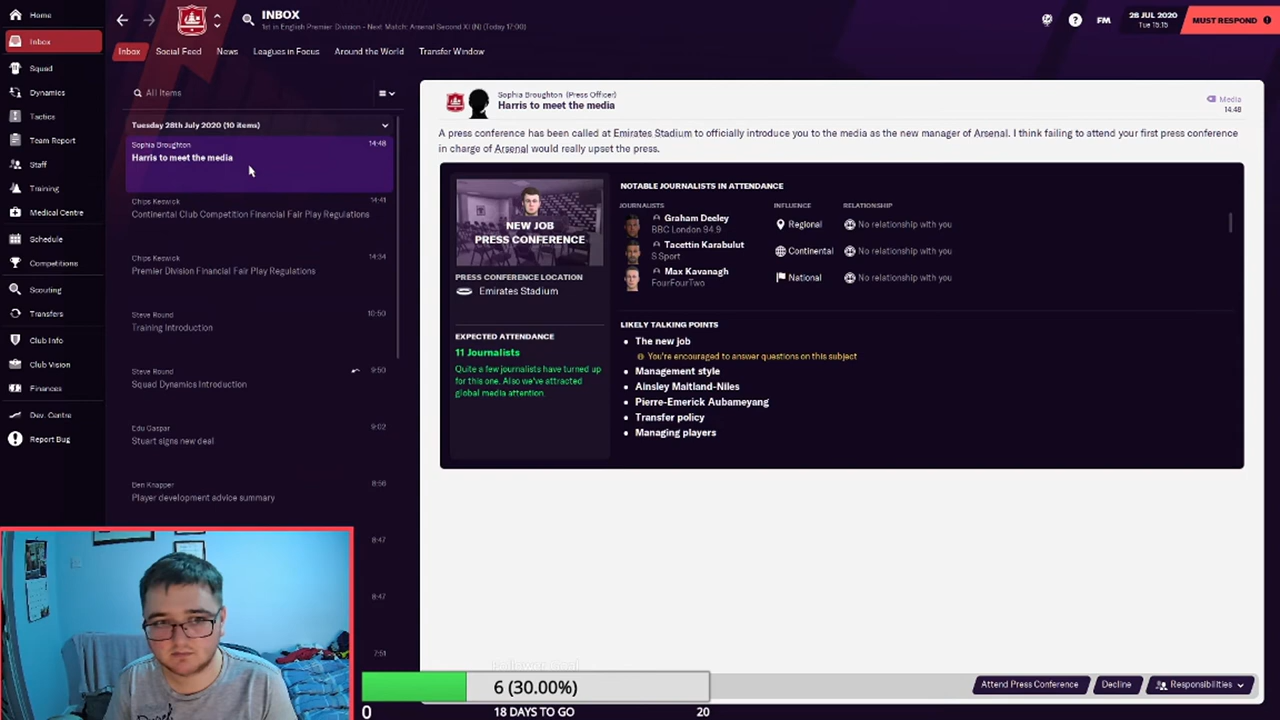 Home
Inbox
Squad
Dynamics
Tactics
Team Report
Staff
Training
Medical Centre
Schedule
Competitions
Scouting
Transfers
Club Info
Club Vision
Finances
Dev. Centre
Report Bug
INBOX
1st in English Premier Division - Next Match: Arsenal Second XI (N) (Today 17:00)
FM
28 JUL 2020
Tue 15:15
MUST RESPOND
Inbox
Social Feed
News
Leagues in Focus
Around the World
Transfer Window
All Items
Tuesday 28th July 2020 (10 items)
Sophia Broughton 14:48
Harris to meet the media
Chips Keswick 14:41
Continental Club Competition Financial Fair Play Regulations
Chips Keswick 14:34
Premier Division Financial Fair Play Regulations
Steve Round 10:50
Training Introduction
Steve Round 9:50
Squad Dynamics Introduction
Edu Gaspar 9:02
Stuart signs new deal
Ben Knapper 8:56
Player development advice summary
8:47
8:47
7:51
Sophia Broughton (Press Officer)
Harris to meet the media
Media
14:48
A press conference has been called at Emirates Stadium to officially introduce you to the media as the new manager of Arsenal. I think failing to attend your first press conference
in charge of Arsenal would really upset the press.
NEW JOB
PRESS CONFERENCE
PRESS CONFERENCE LOCATION
Emirates Stadium
EXPECTED ATTENDANCE
11 Journalists
Quite a few journalists have turned up
for this one. Also we've attracted
global media attention.
NOTABLE JOURNALISTS IN ATTENDANCE
JOURNALISTS INFLUENCE RELATIONSHIP
Graham Deeley
BBC London 94.9
Regional
No relationship with you
Tacettin Karabulut
S Sport
Continental
No relationship with you
Max Kavanagh
FourFourTwo
National
No relationship with you
LIKELY TALKING POINTS
The new job
You're encouraged to answer questions on this subject
Management style
Ainsley Maitland-Niles
Pierre-Emerick Aubameyang
Transfer policy
Managing players
Attend Press Conference
Decline
Responsibilities
Follower Goal
6 (30.00%)
0
18 DAYS TO GO
20